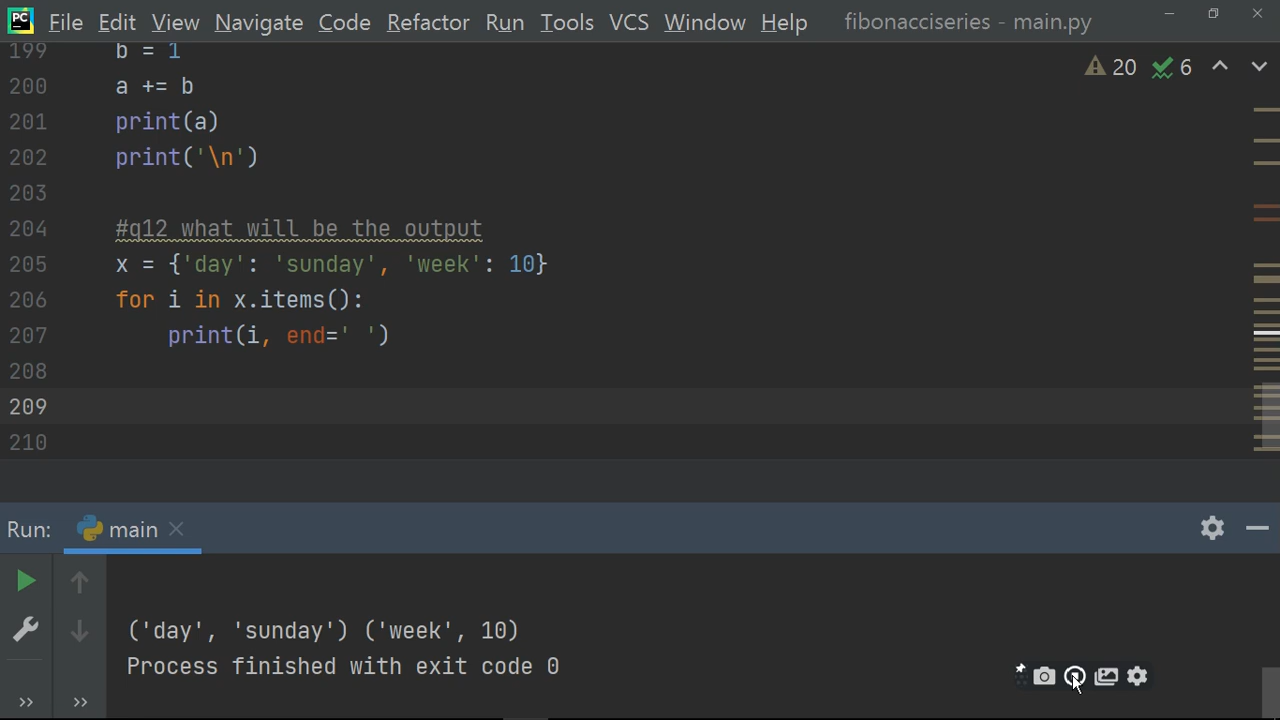 PC File Edit View Navigate Code Refactor Run Tools VCS Window Help fibonacciseries - main.py
199 b = 1
20 6
200 a += b
201 print(a)
202 print('\n')
203
204 #q12 what will be the output
205 x = {'day': 'sunday', 'week': 10}
206 for i in x.items():
207 print(i, end=' ')
208
209
210
Run: main
('day', 'sunday') ('week', 10)
Process finished with exit code 0